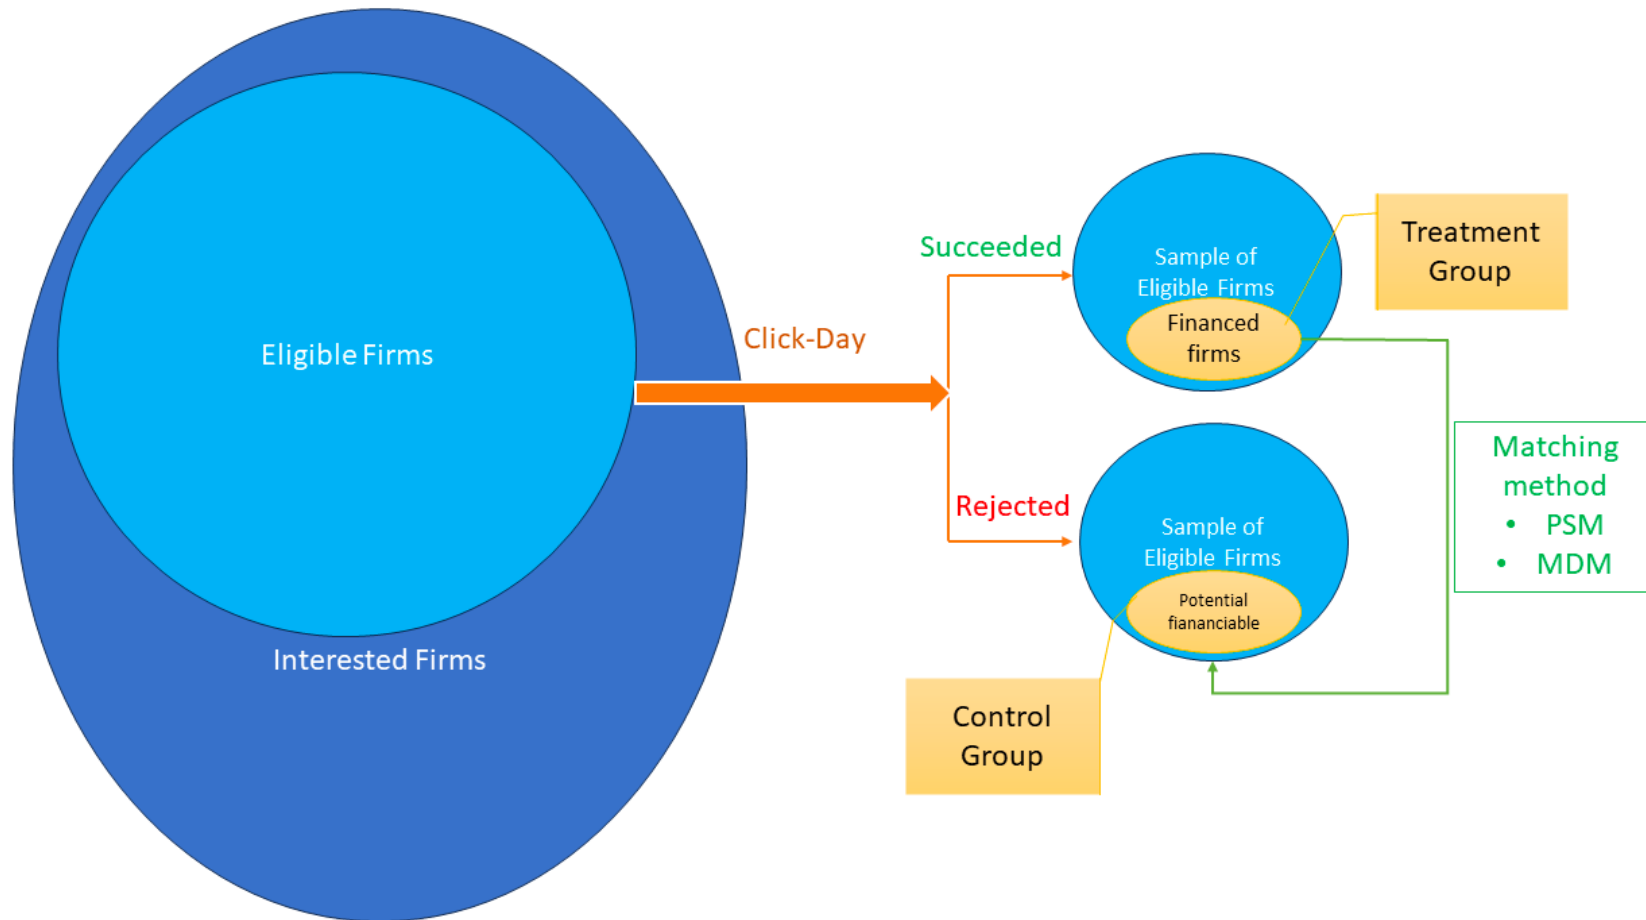 Eligible Firms
Interested Firms
Click-Day
Succeeded
Rejected
Sample of
Eligible Firms
Financed
firms
Treatment
Group
Sample of
Eligible Firms
Potential
fiananciable
Control
Group
Matching
method
• PSM
• MDM